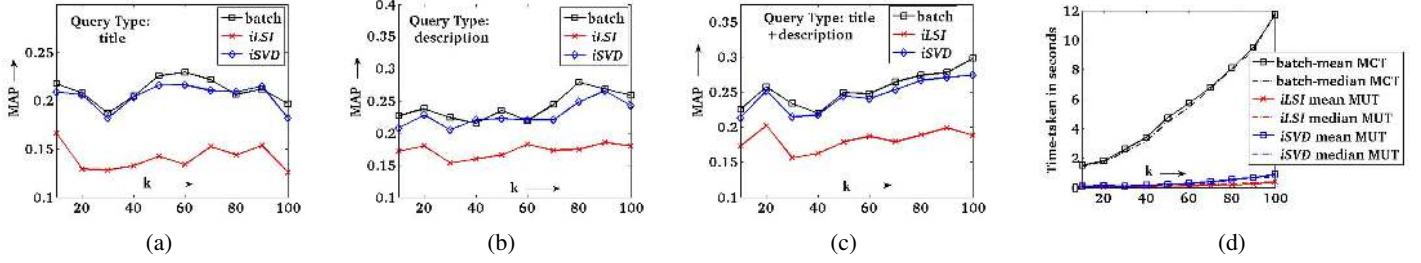 Query Type:
title
batch
iLSI
iSVD
MAP
0.25
0.2
0.15
0.1
k
20 40 60 80 100
(a)
Query Type:
description
batch
iLSI
iSVD
MAP
0.4
0.35
0.3
0.25
0.2
0.15
0.1
k
20 40 60 80 100
(b)
Query Type: title
+description
batch
iLSI
iSVD
MAP
0.35
0.3
0.25
0.2
0.15
0.1
k
20 40 60 80 100
(c)
Time-taken in seconds
12
10
8
6
4
2
0
batch-mean MCT
batch-median MCT
iLSI mean MUT
iLSI median MUT
iSVD mean MUT
iSVD median MUT
k
20 40 60 80 100
(d)